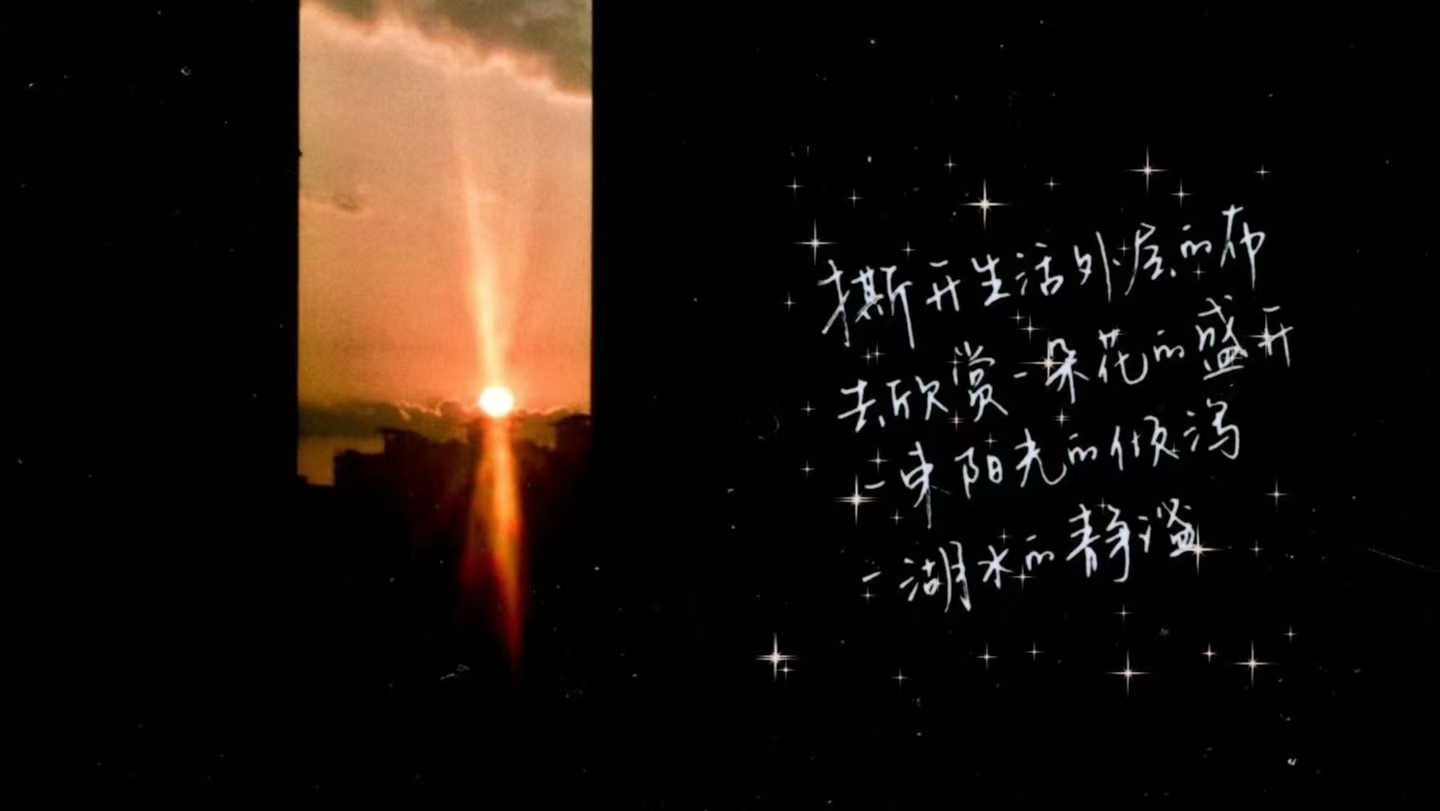 撕开生活外层的布
去欣赏一朵花的盛开
一束阳光的倾泻
一湖水的静谧